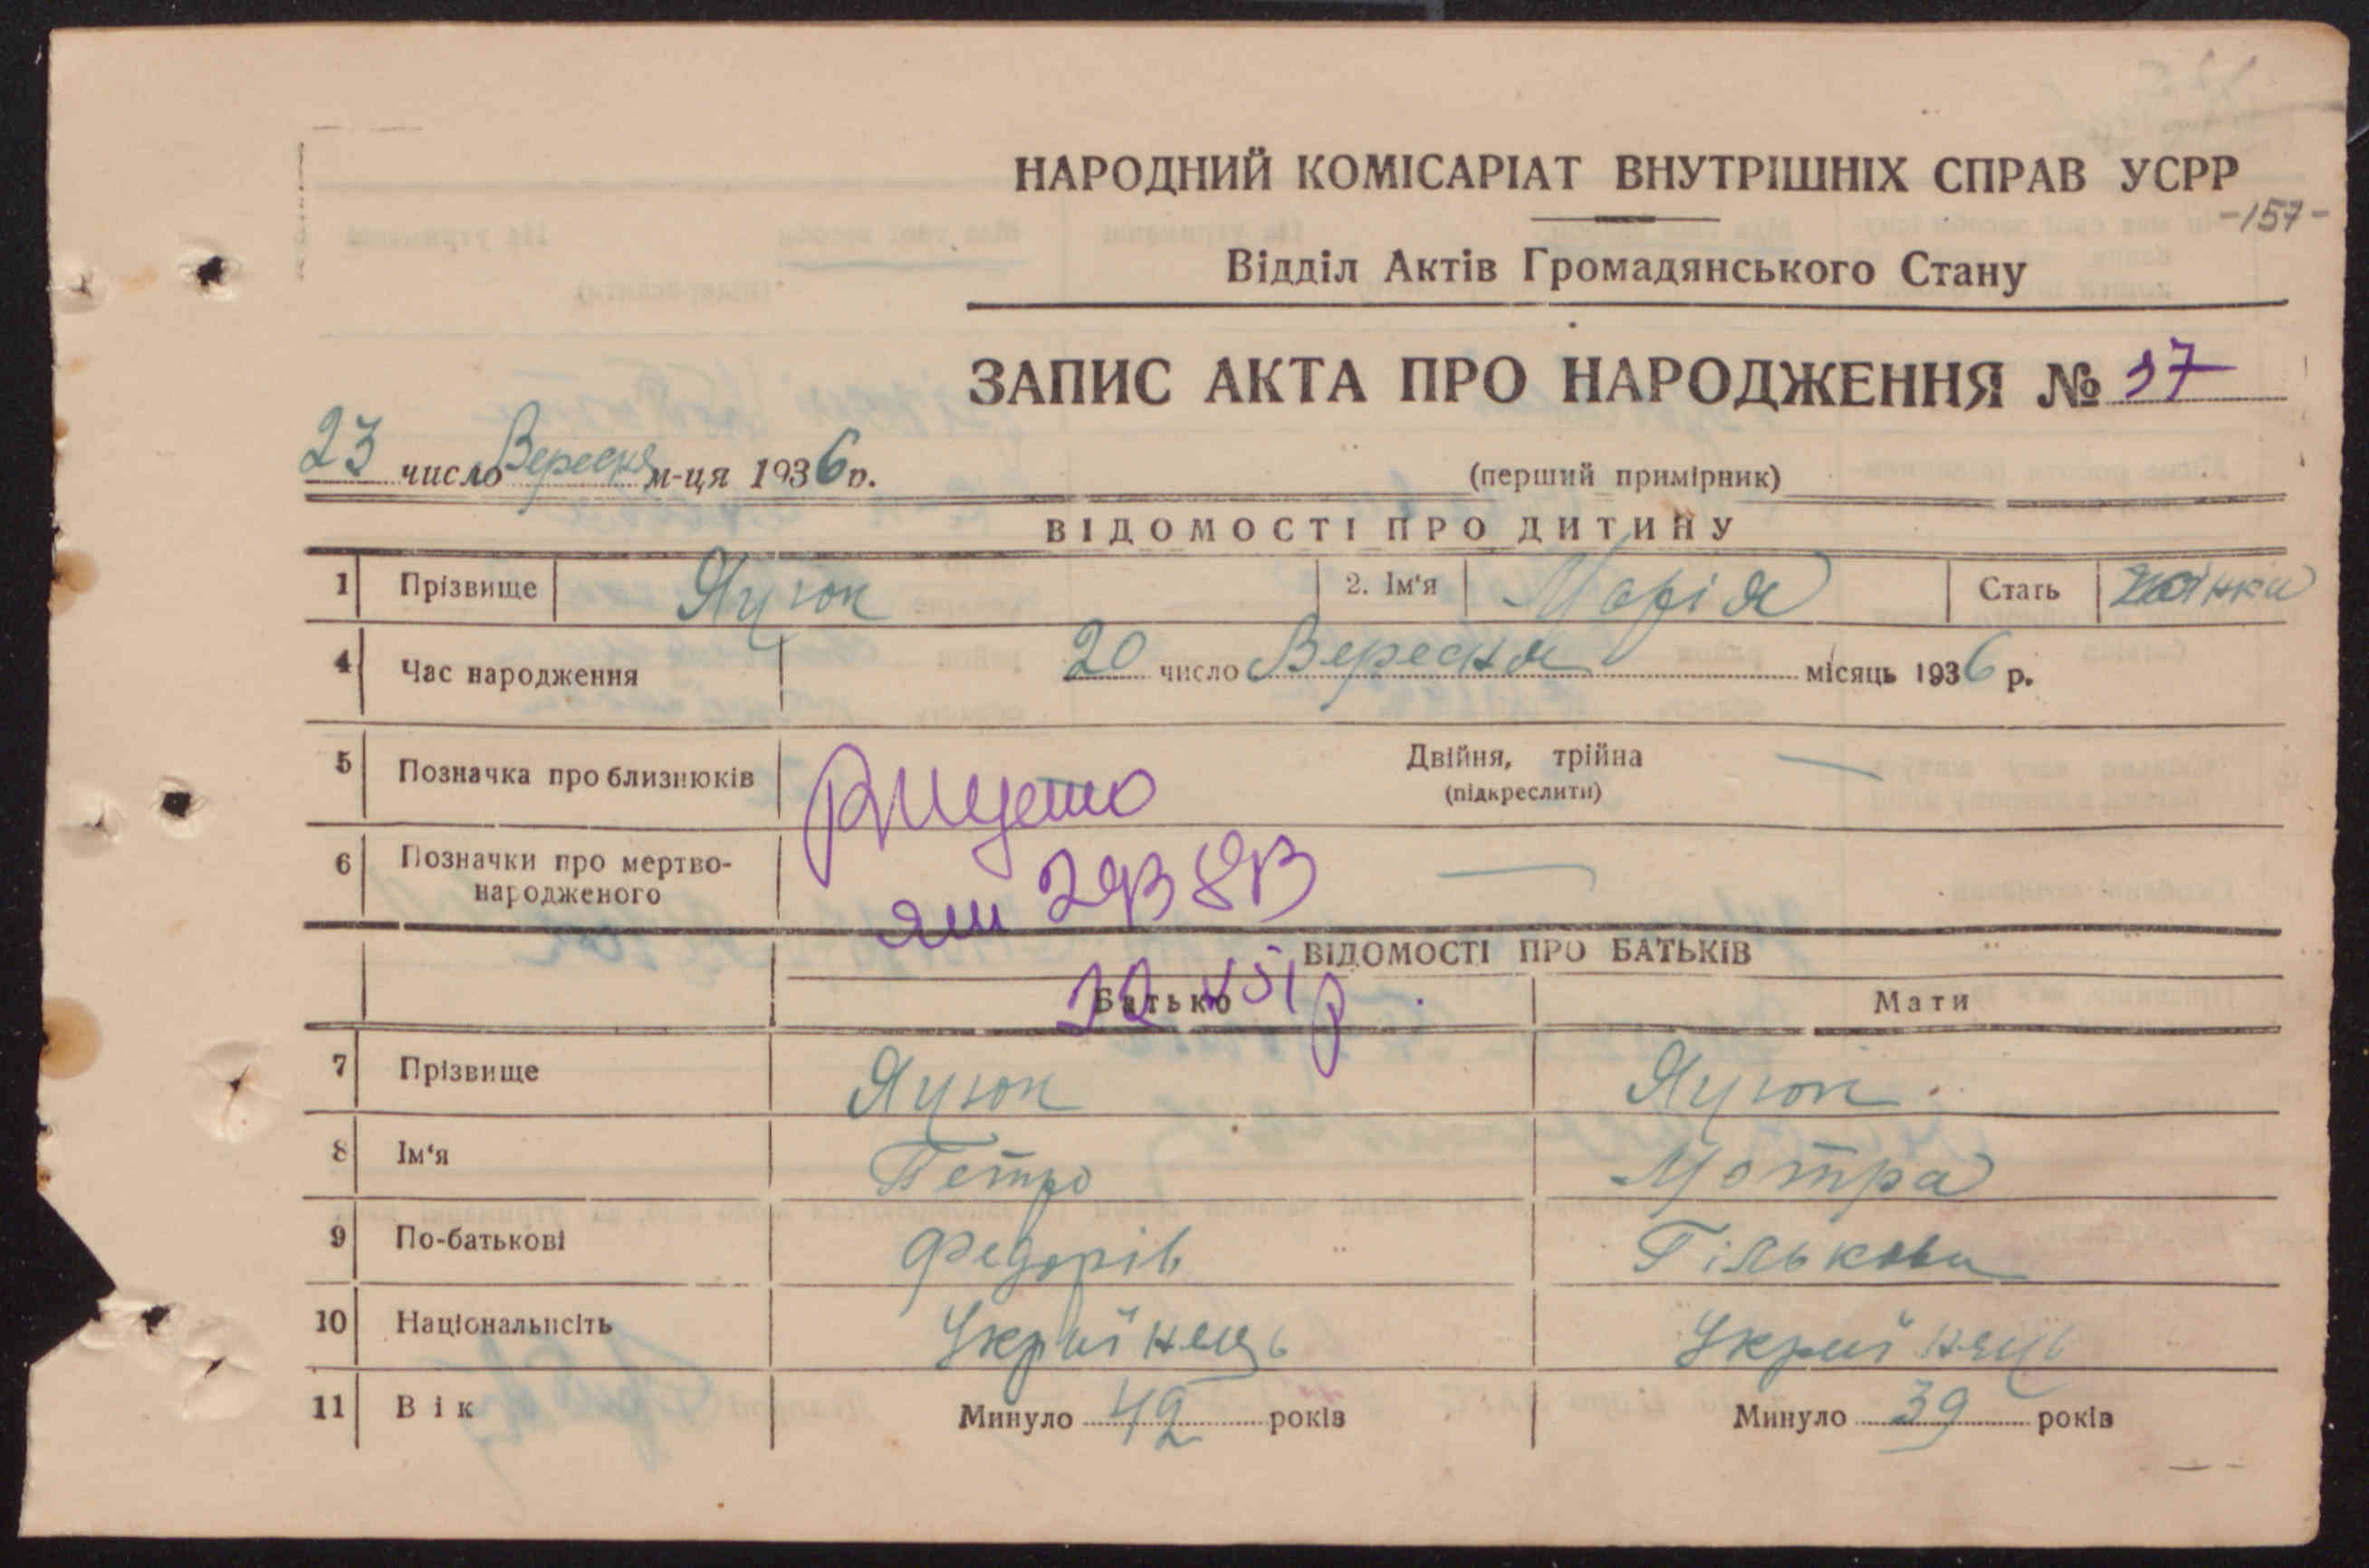 НАРОДНИЙ КОМІСАРІАТ ВНУТРІШНІХ СПРАВ УСРР
-157-
Відділ Актів Громадянського Стану
ЗАПИС АКТА ПРО НАРОДЖЕННЯ № 37
23 число Вересня м-ця 1936 р.
(перший примірник)
ВІДОМОСТІ ПРО ДИТИНУ
1 Прізвище Яцюк 2. Ім'я Марія Стать жінка
4 Час народження 20 число Вересня місяць 1936 р.
5 Позначка про близнюків Двійня, трійна —
(підкреслити)
6 Позначки про мертво-
народженого —
22 451
ВІДОМОСТІ ПРО БАТЬКІВ
Батько Мати
7 Прізвище Яцюк Яцюк
8 Ім'я Петро Мотра
9 По-батькові Федорів Гількова
10 Національність Українець Українець
11 Вік Минуло 42 років Минуло 39 років